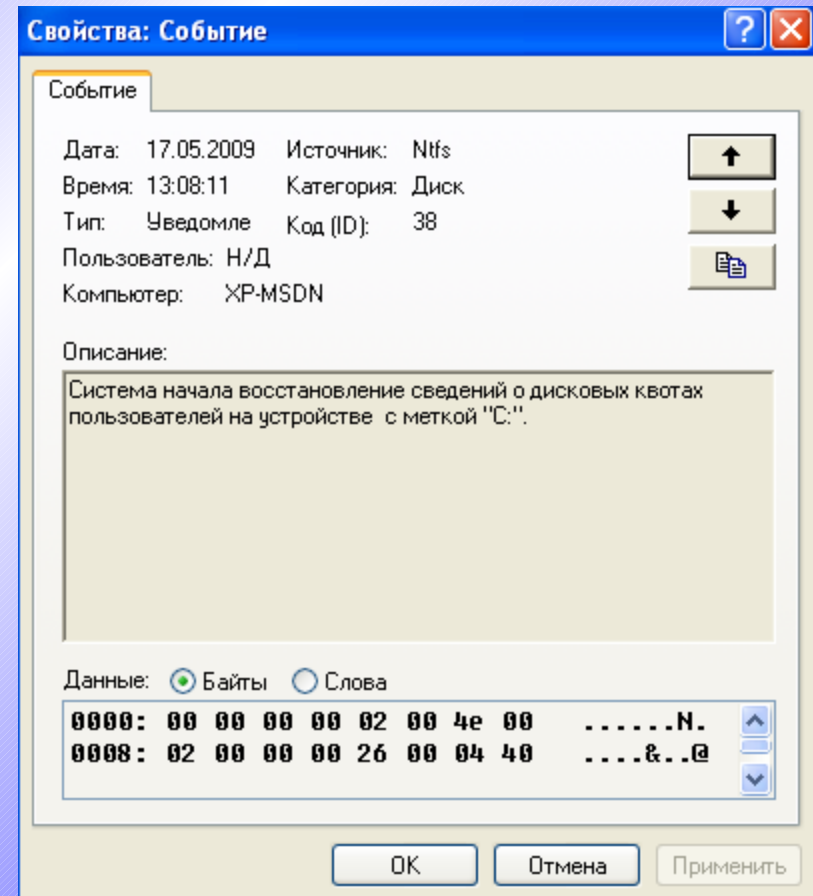 Свойства: Событие
Событие
Дата: 17.05.2009 Источник: Ntfs
Время: 13:08:11 Категория: Диск
Тип: Уведомле Код (ID): 38
Пользователь: Н/Д
Компьютер: XP-MSDN
Описание:
Система начала восстановление сведений о дисковых квотах
пользователей на устройстве с меткой "C:".
Данные: Байты Слова
0000: 00 00 00 00 02 00 4e 00 ......N.
0008: 02 00 00 00 26 00 04 40 ....&..@
OK Отмена Применить